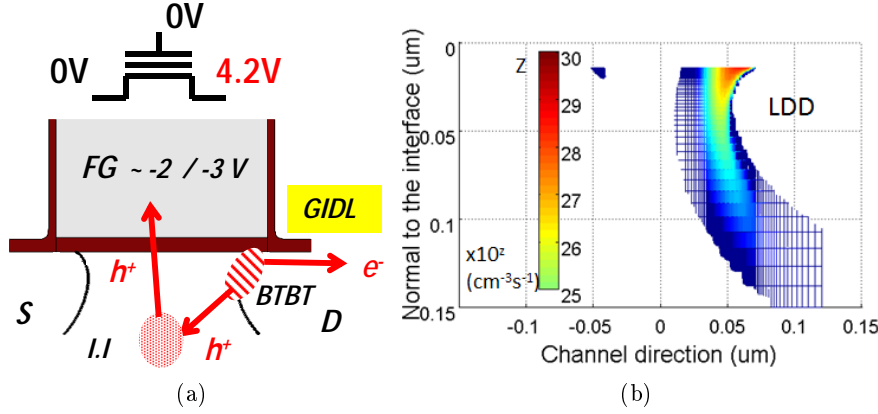 0V
0V
4.2V
FG ~ -2 / -3 V
GIDL
h⁺
e⁻
BTBT
S
D
h⁺
I.I
(a)
Normal to the interface (um)
0
0.05
0.1
0.15
Z
30
29
28
27
26
25
x10ᶻ
(cm⁻³s⁻¹)
LDD
-0.1
-0.05
0
0.05
0.1
0.15
Channel direction (um)
(b)